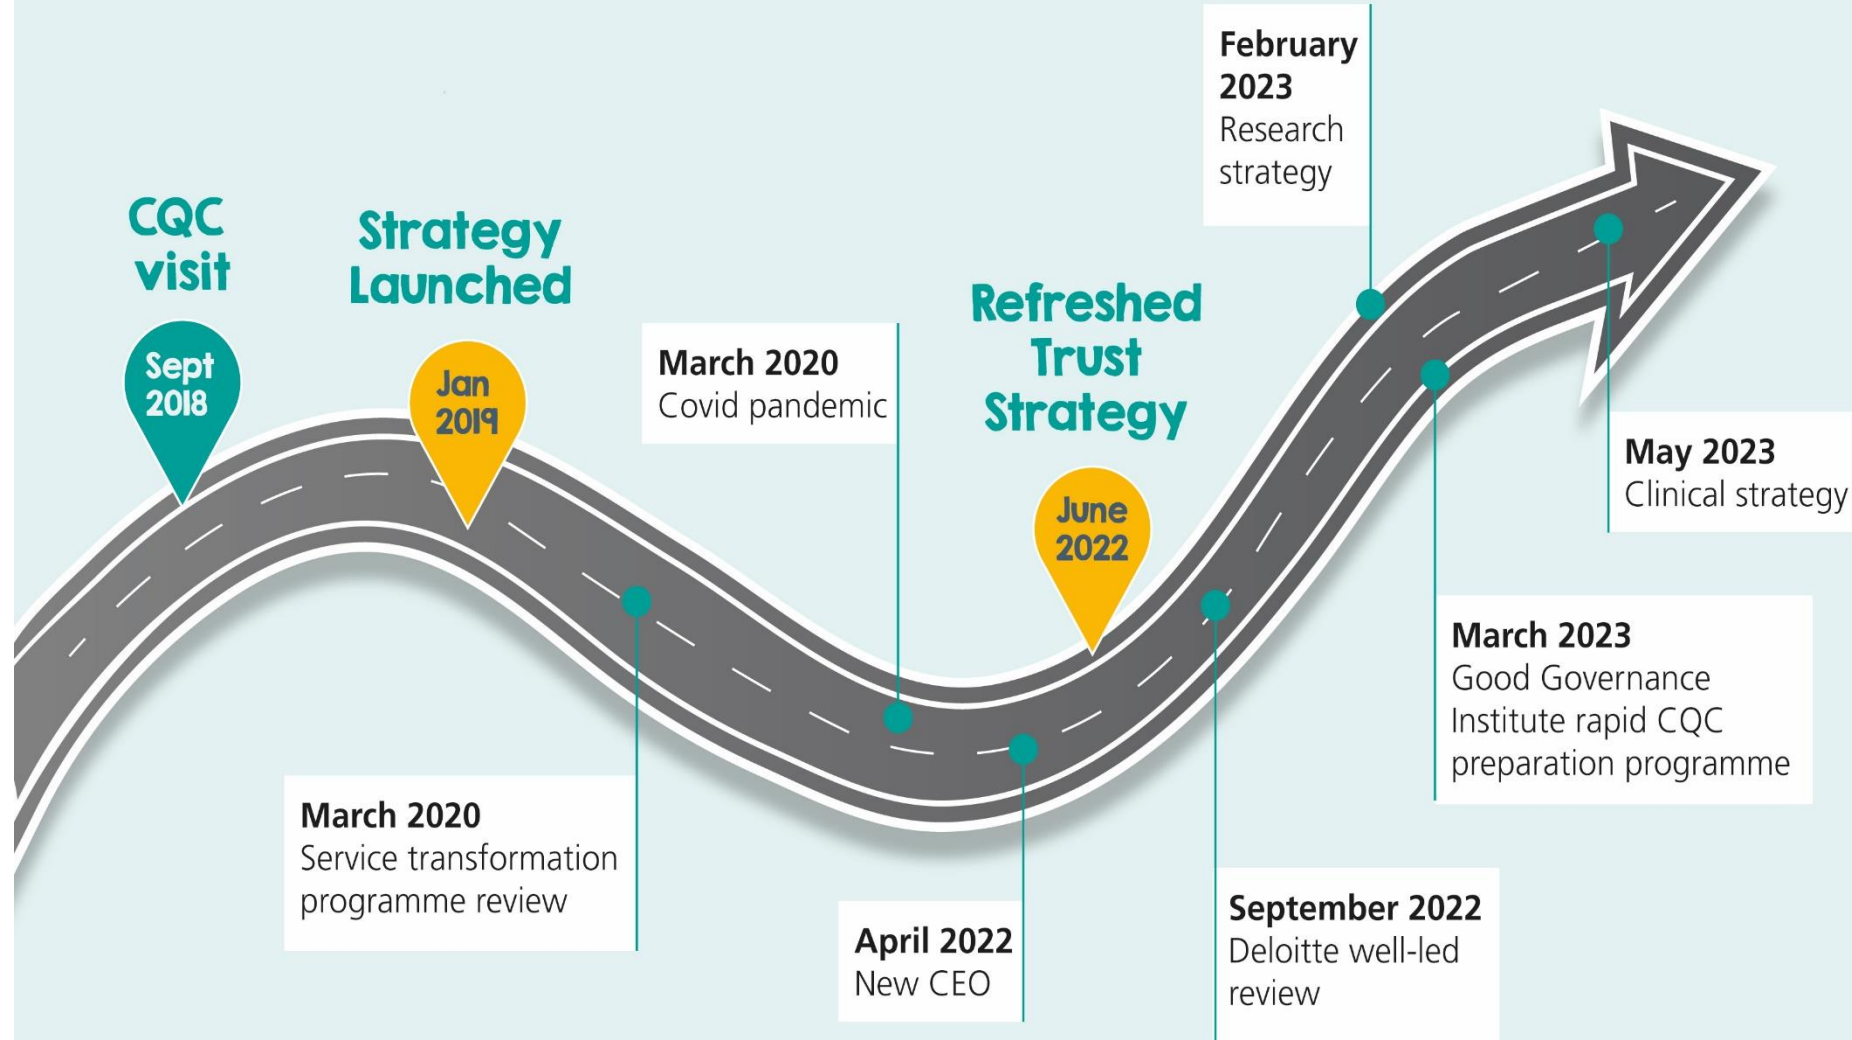 CQC
visit
Sept
2018
Strategy
Launched
Jan
2019
March 2020
Service transformation
programme review
March 2020
Covid pandemic
April 2022
New CEO
Refreshed
Trust
Strategy
June
2022
September 2022
Deloitte well-led
review
February
2023
Research
strategy
March 2023
Good Governance
Institute rapid CQC
preparation programme
May 2023
Clinical strategy